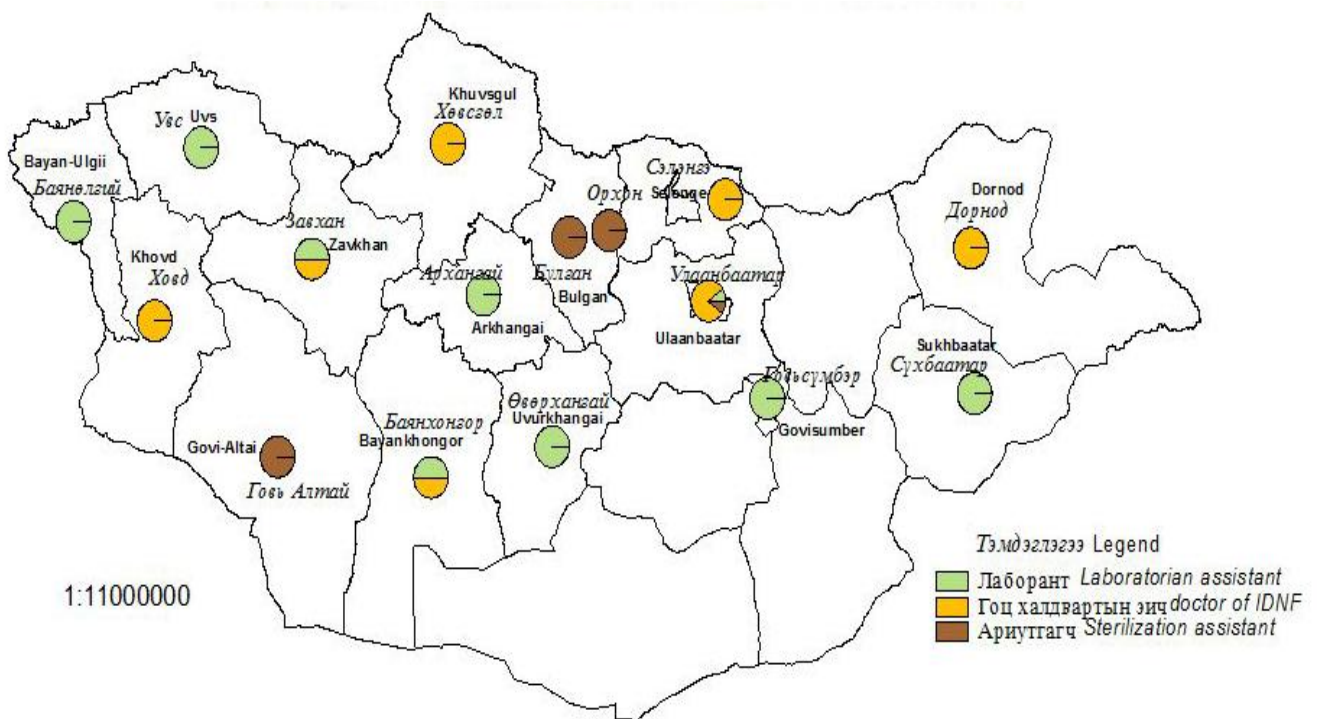 Khuvsgul
Хөвсгөл
Увс Uvs
Bayan-Ulgii
Баянөлгий
Сэлэнгэ
Selenge
Орхон
Dornod
Дорнод
Завхан
Zavkhan
Khovd
Ховд
Архангай
Arkhangai
Булган
Bulgan
Улаанбаатар
Ulaanbaatar
Sukhbaatar
Сүхбаатар
Говьсүмбэр
Govisumber
Өвөрхангай
Uvurkhangai
Баянхонгор
Bayankhongor
Govi-Altai
Говь Алтай
1:11000000
Тэмдэглэгээ Legend
Лаборант Laboratorian assistant
Гоц халдвартын эмч doctor of IDNF
Ариутгагч Sterilization assistant